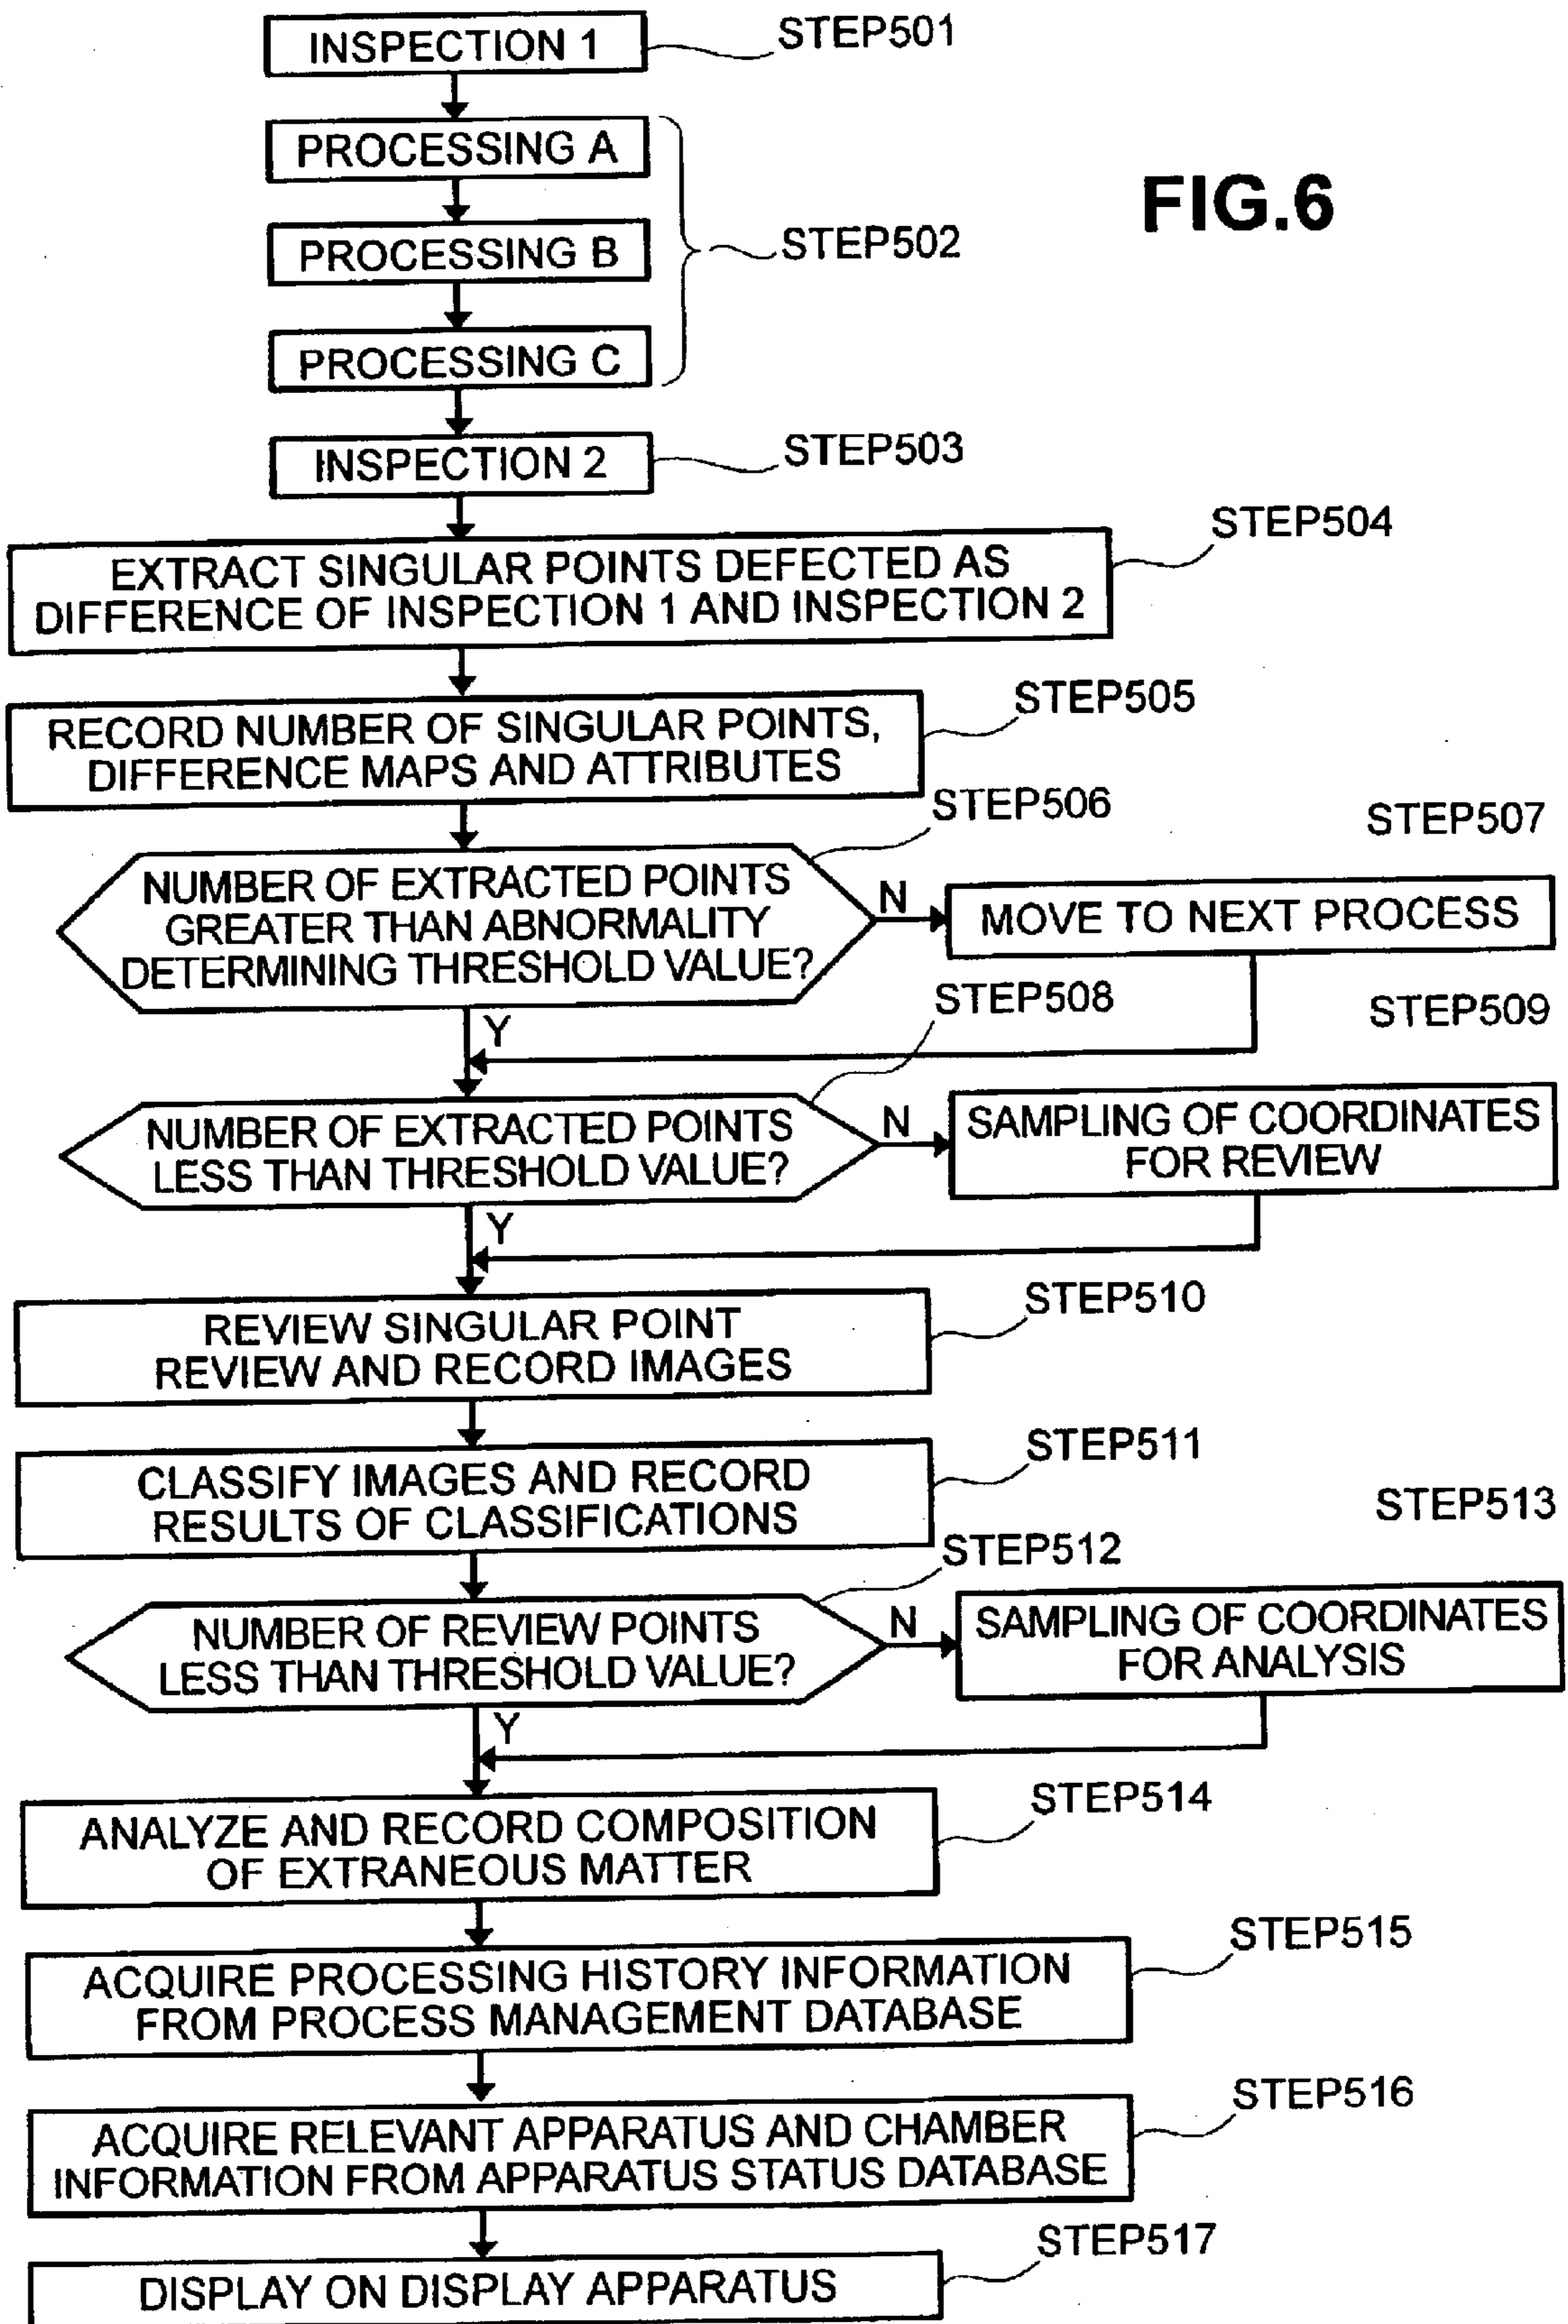 INSPECTION 1
STEP501
PROCESSING A
FIG.6
PROCESSING B
STEP502
PROCESSING C
INSPECTION 2
STEP503
STEP504
EXTRACT SINGULAR POINTS DEFECTED AS
DIFFERENCE OF INSPECTION 1 AND INSPECTION 2
STEP505
RECORD NUMBER OF SINGULAR POINTS,
DIFFERENCE MAPS AND ATTRIBUTES
STEP506
STEP507
NUMBER OF EXTRACTED POINTS
GREATER THAN ABNORMALITY
DETERMINING THRESHOLD VALUE?
N
MOVE TO NEXT PROCESS
STEP508
STEP509
Y
NUMBER OF EXTRACTED POINTS
LESS THAN THRESHOLD VALUE?
N
SAMPLING OF COORDINATES
FOR REVIEW
Y
STEP510
REVIEW SINGULAR POINT
REVIEW AND RECORD IMAGES
STEP511
CLASSIFY IMAGES AND RECORD
RESULTS OF CLASSIFICATIONS
STEP513
STEP512
NUMBER OF REVIEW POINTS
LESS THAN THRESHOLD VALUE?
N
SAMPLING OF COORDINATES
FOR ANALYSIS
Y
STEP514
ANALYZE AND RECORD COMPOSITION
OF EXTRANEOUS MATTER
STEP515
ACQUIRE PROCESSING HISTORY INFORMATION
FROM PROCESS MANAGEMENT DATABASE
STEP516
ACQUIRE RELEVANT APPARATUS AND CHAMBER
INFORMATION FROM APPARATUS STATUS DATABASE
STEP517
DISPLAY ON DISPLAY APPARATUS